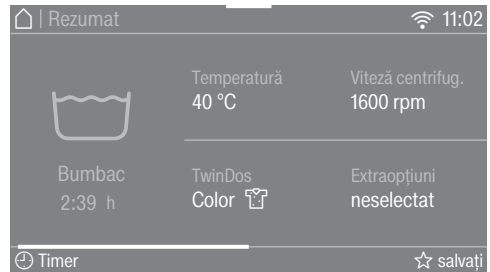 | Rezumat 11:02
Temperatură
40 °C
Viteză centrifug.
1600 rpm
Bumbac
2:39 h
TwinDos
Color
Extraopțiuni
neselectat
Timer
salvați